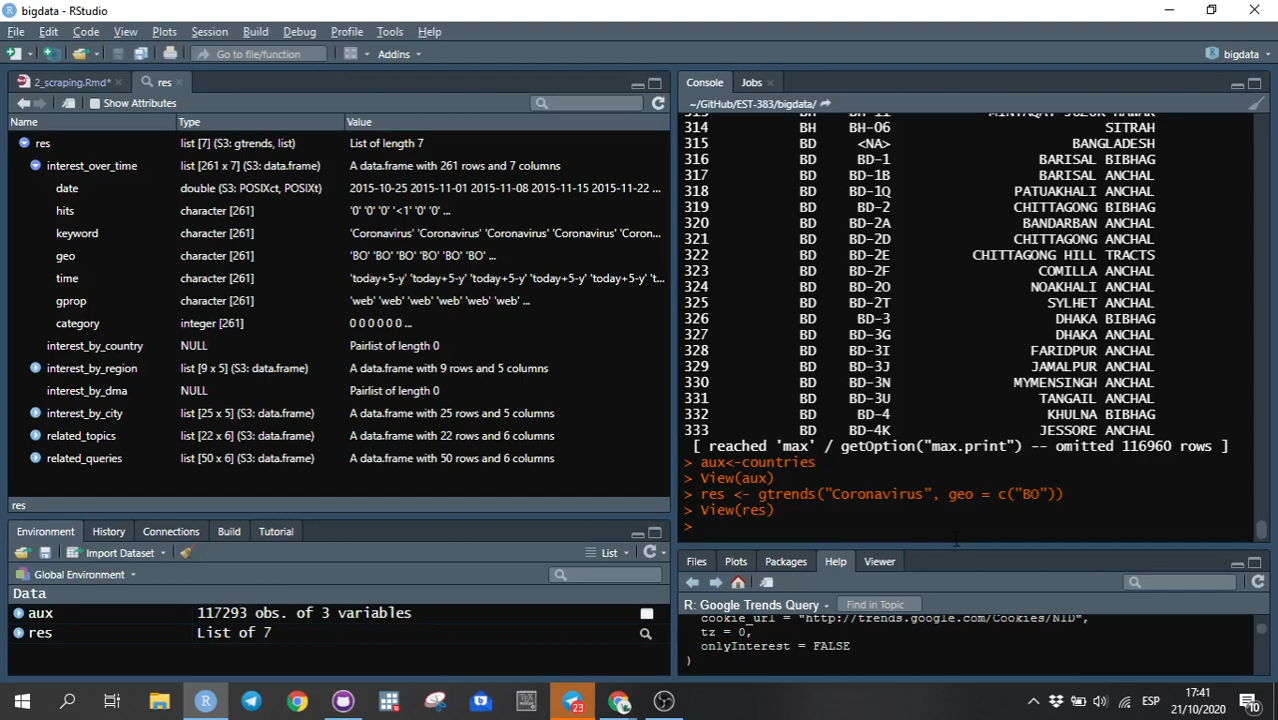 bigdata - RStudio
File Edit Code View Plots Session Build Debug Profile Tools Help
Go to file/function Addins bigdata
2_scraping.Rmd* res
Show Attributes
Name Type Value
res list [7] (S3: gtrends, list) List of length 7
interest_over_time list [261 x 7] (S3: data.frame) A data.frame with 261 rows and 7 columns
date double (S3: POSIXct, POSIXt) 2015-10-25 2015-11-01 2015-11-08 2015-11-15 2015-11-22 ...
hits character [261] '0' '0' '0' '<1' '0' '0' ...
keyword character [261] 'Coronavirus' 'Coronavirus' 'Coronavirus' 'Coronavirus' 'Coron...
geo character [261] 'BO' 'BO' 'BO' 'BO' 'BO' 'BO' ...
time character [261] 'today+5-y' 'today+5-y' 'today+5-y' 'today+5-y' 'today+5-y' 't...
gprop character [261] 'web' 'web' 'web' 'web' 'web' 'web' ...
category integer [261] 0 0 0 0 0 0 ...
interest_by_country NULL Pairlist of length 0
interest_by_region list [9 x 5] (S3: data.frame) A data.frame with 9 rows and 5 columns
interest_by_dma NULL Pairlist of length 0
interest_by_city list [25 x 5] (S3: data.frame) A data.frame with 25 rows and 5 columns
related_topics list [22 x 6] (S3: data.frame) A data.frame with 22 rows and 6 columns
related_queries list [50 x 6] (S3: data.frame) A data.frame with 50 rows and 6 columns
res
Environment History Connections Build Tutorial
Import Dataset List
Global Environment
Data
aux 117293 obs. of 3 variables
res List of 7
Console Jobs
~/GitHub/EST-383/bigdata/
314 BH BH-06 SITRAH
315 BD <NA> BANGLADESH
316 BD BD-1 BARISAL BIBHAG
317 BD BD-1B BARISAL ANCHAL
318 BD BD-1Q PATUAKHALI ANCHAL
319 BD BD-2 CHITTAGONG BIBHAG
320 BD BD-2A BANDARBAN ANCHAL
321 BD BD-2D CHITTAGONG ANCHAL
322 BD BD-2E CHITTAGONG HILL TRACTS
323 BD BD-2F COMILLA ANCHAL
324 BD BD-2O NOAKHALI ANCHAL
325 BD BD-2T SYLHET ANCHAL
326 BD BD-3 DHAKA BIBHAG
327 BD BD-3G DHAKA ANCHAL
328 BD BD-3I FARIDPUR ANCHAL
329 BD BD-3J JAMALPUR ANCHAL
330 BD BD-3N MYMENSINGH ANCHAL
331 BD BD-3U TANGAIL ANCHAL
332 BD BD-4 KHULNA BIBHAG
333 BD BD-4K JESSORE ANCHAL
[ reached 'max' / getOption("max.print") -- omitted 116960 rows ]
> aux<-countries
> View(aux)
> res <- gtrends("Coronavirus", geo = c("BO"))
> View(res)
>
Files Plots Packages Help Viewer
R: Google Trends Query Find in Topic
cookie_url = "http://trends.google.com/Cookies/NID",
tz = 0,
onlyInterest = FALSE
)
23
ESP
17:41
21/10/2020
10